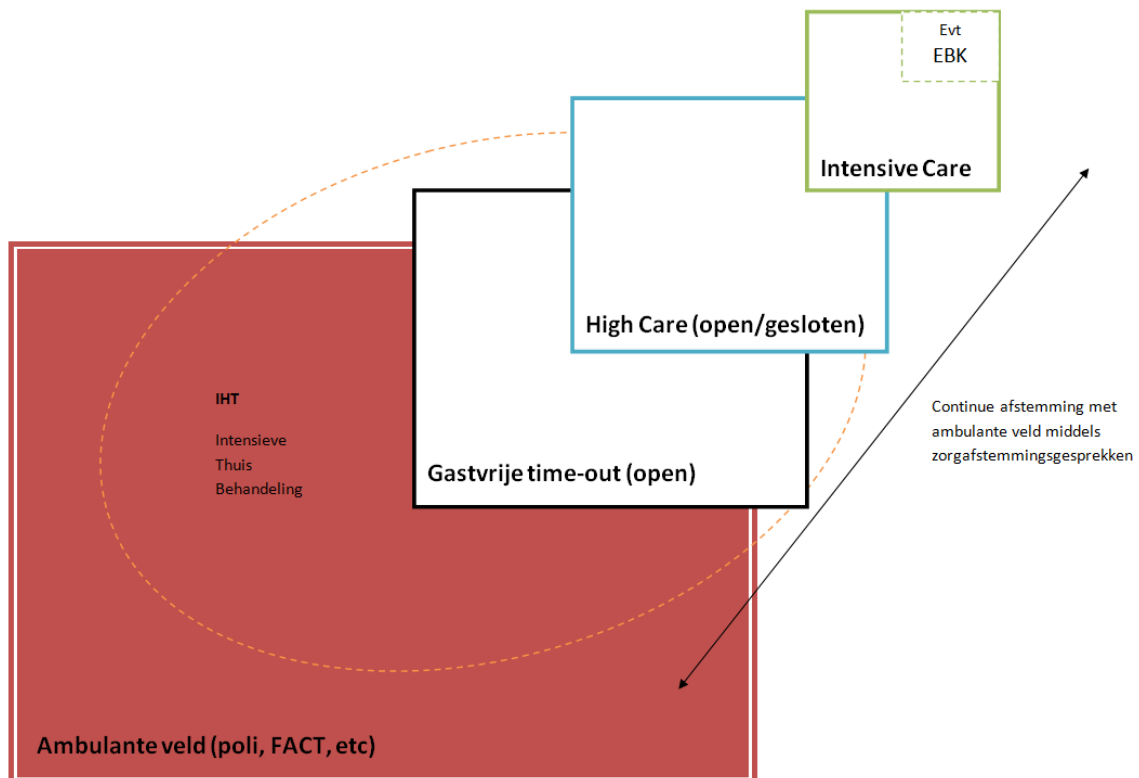 Evt
EBK
Intensive Care
High Care (open/gesloten)
IHT
Intensieve
Thuis
Behandeling
Gastvrije time-out (open)
Continue afstemming met
ambulante veld middels
zorgafstemmingsgesprekken
Ambulante veld (poli, FACT, etc)